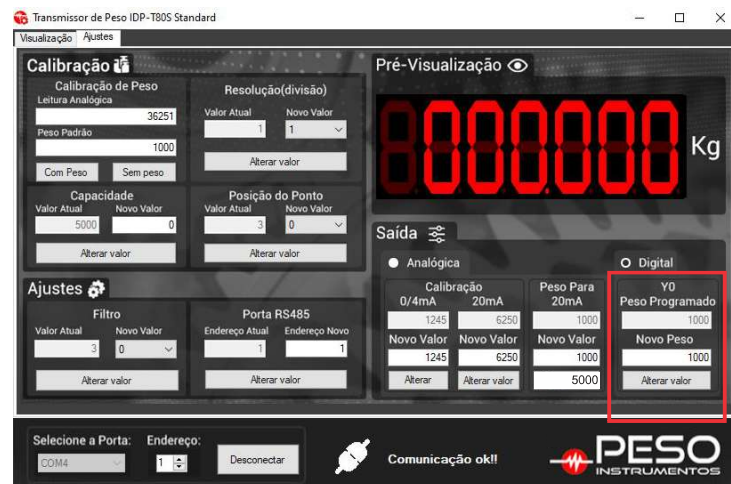 Transmissor de Peso IDP-T80S Standard
Visualização Ajustes
Calibração
Calibração de Peso
Leitura Analógica
36251
Peso Padrão
1000
Com Peso Sem peso
Resolução(divisão)
Valor Atual Novo Valor
1 1
Alterar valor
Capacidade
Valor Atual Novo Valor
5000 0
Alterar valor
Posição do Ponto
Valor Atual Novo Valor
3 0
Alterar valor
Ajustes
Filtro
Valor Atual Novo Valor
3 0
Alterar valor
Porta RS485
Endereço Atual Endereço Novo
1 1
Alterar valor
Pré-Visualização
000000 Kg
Saída
Analógica
Digital
Calibração
0/4mA 20mA
1245 6250
Novo Valor Novo Valor
1245 6250
Alterar Alterar valor
Peso Para
20mA
1000
Novo Valor
1000
5000
Y0
Peso Programado
1000
Novo Peso
1000
Alterar valor
Selecione a Porta: Endereço:
COM4 1 Desconectar
Comunicação ok!!
PESO
INSTRUMENTOS